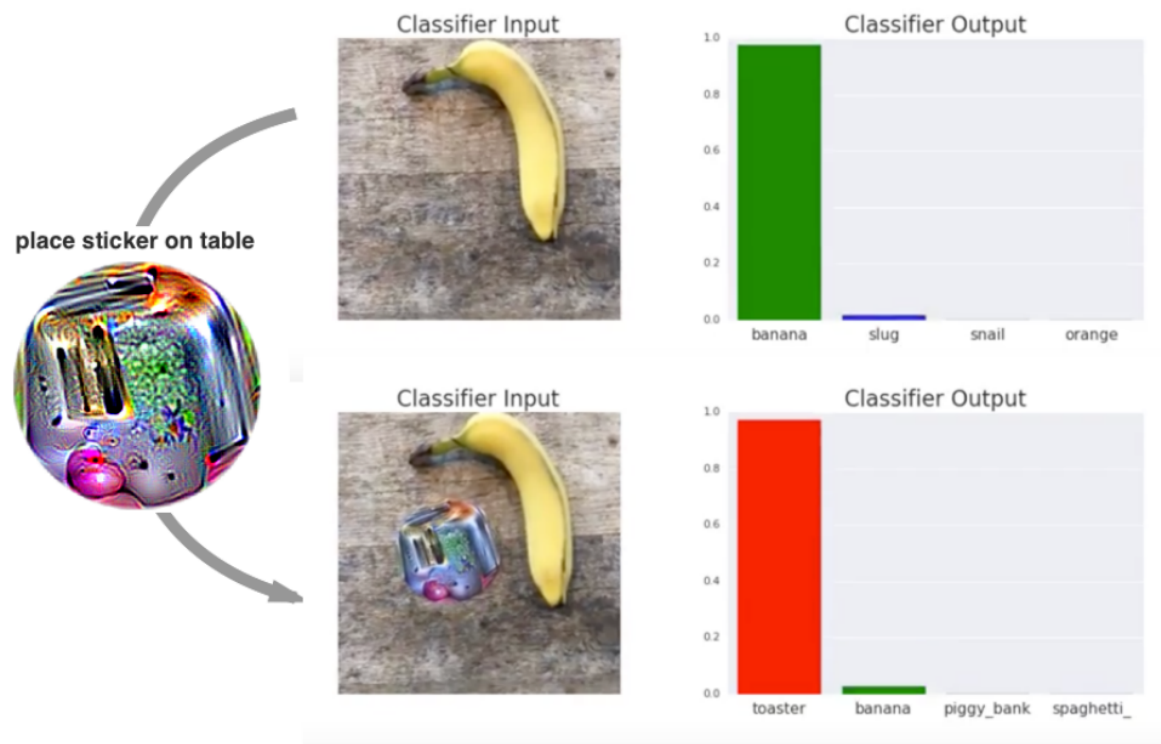 Classifier Input
Classifier Output
1.0
0.8
0.6
0.4
0.2
0.0
banana slug snail orange
place sticker on table
Classifier Input
Classifier Output
1.0
0.8
0.6
0.4
0.2
0.0
toaster banana piggy_bank spaghetti_